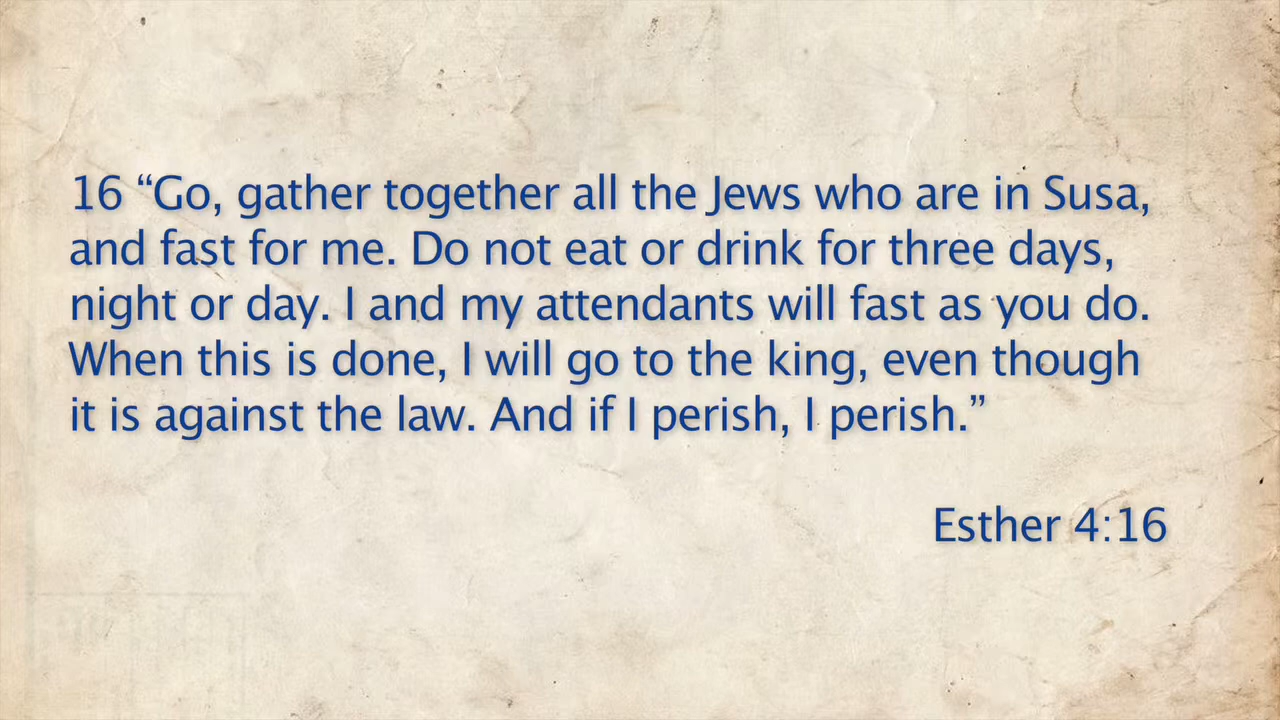 16 “Go, gather together all the Jews who are in Susa,
and fast for me. Do not eat or drink for three days,
night or day. I and my attendants will fast as you do.
When this is done, I will go to the king, even though
it is against the law. And if I perish, I perish.”
Esther 4:16